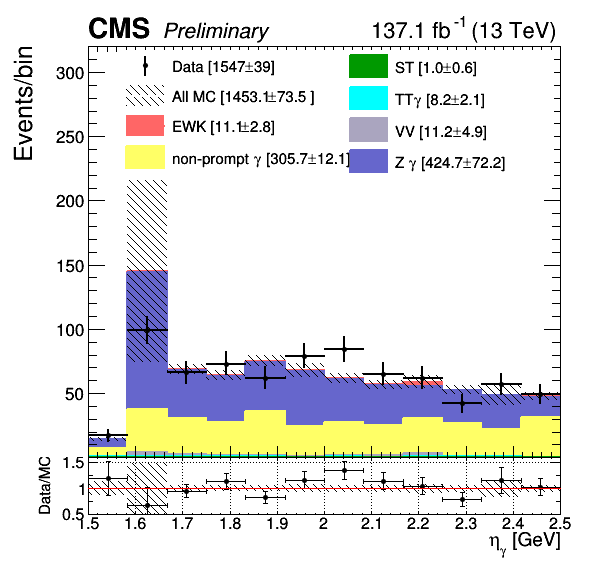 CMS Preliminary 137.1 fb⁻¹ (13 TeV)
Events/bin
300
250
200
150
100
50
Data [1547±39]
All MC [1453.1±73.5 ]
EWK [11.1±2.8]
non-prompt γ [305.7±12.1]
ST [1.0±0.6]
TTγ [8.2±2.1]
VV [11.2±4.9]
Z γ [424.7±72.2]
Data/MC
1.5
1
0.5
1.5 1.6 1.7 1.8 1.9 2 2.1 2.2 2.3 2.4 2.5
ηγ [GeV]